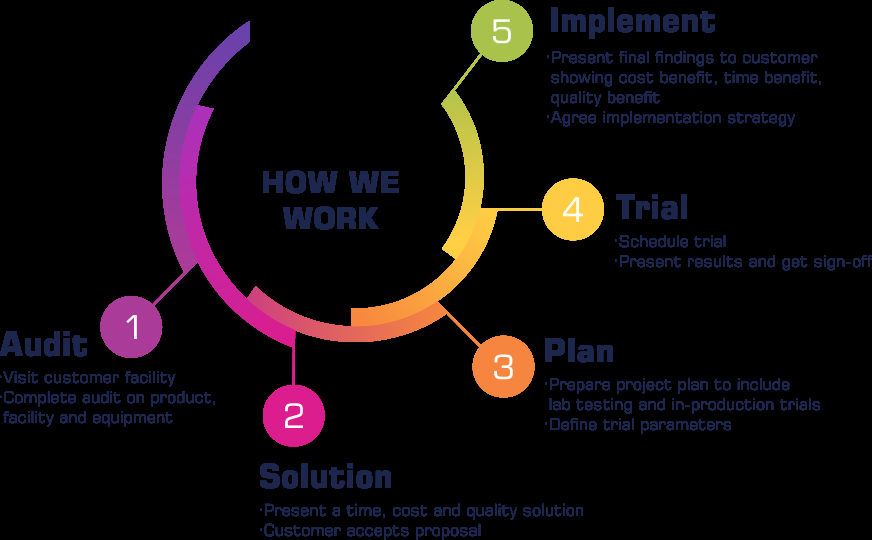 HOW WE
WORK
1
Audit
·Visit customer facility
·Complete audit on product,
facility and equipment
2
Solution
·Present a time, cost and quality solution
·Customer accepts proposal
3
Plan
·Prepare project plan to include
lab testing and in-production trials
·Define trial parameters
4
Trial
·Schedule trial
·Present results and get sign-off
5
Implement
·Present final findings to customer
showing cost benefit, time benefit,
quality benefit
·Agree implementation strategy